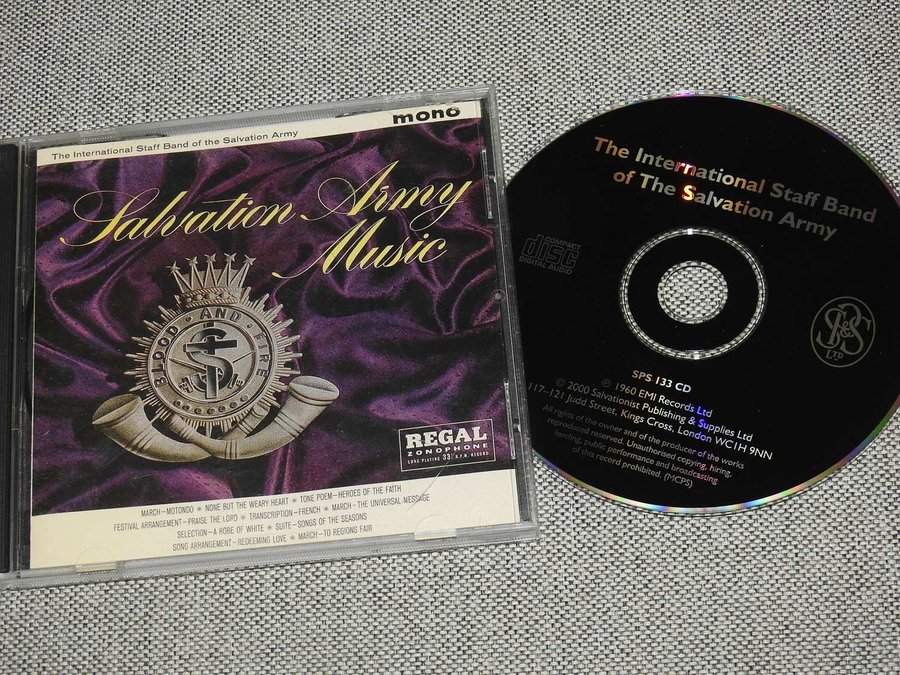 The International Staff Band of the Salvation Army
mono
Salvation Army
Music
BLOOD AND FIRE
S
REGAL
ZONOPHONE
LONG PLAYING 33⅓ R.P.M. RECORD
MARCH—MOTONDO * NONE BUT THE WEARY HEART * TONE POEM—HEROES OF THE FAITH
FESTIVAL ARRANGEMENT—PRAISE THE LORD * TRANSCRIPTION—FRENCH * MARCH—THE UNIVERSAL MESSAGE
SELECTION—A ROBE OF WHITE * SUITE—SONGS OF THE SEASONS
SONG ARRANGEMENT—REDEEMING LOVE * MARCH—TO REGIONS FAIR
The International Staff Band
of The Salvation Army
COMPACT
disc
DIGITAL AUDIO
SP&S
LTD
SPS 133 CD
℗ 1960 EMI Records Ltd
© 2000 Salvationist Publishing & Supplies Ltd
117–121 Judd Street, Kings Cross, London WC1H 9NN
All rights of the owner and of the producer of the works
reproduced reserved. Unauthorised copying, hiring,
lending, public performance and broadcasting
of this record prohibited. (MCPS)